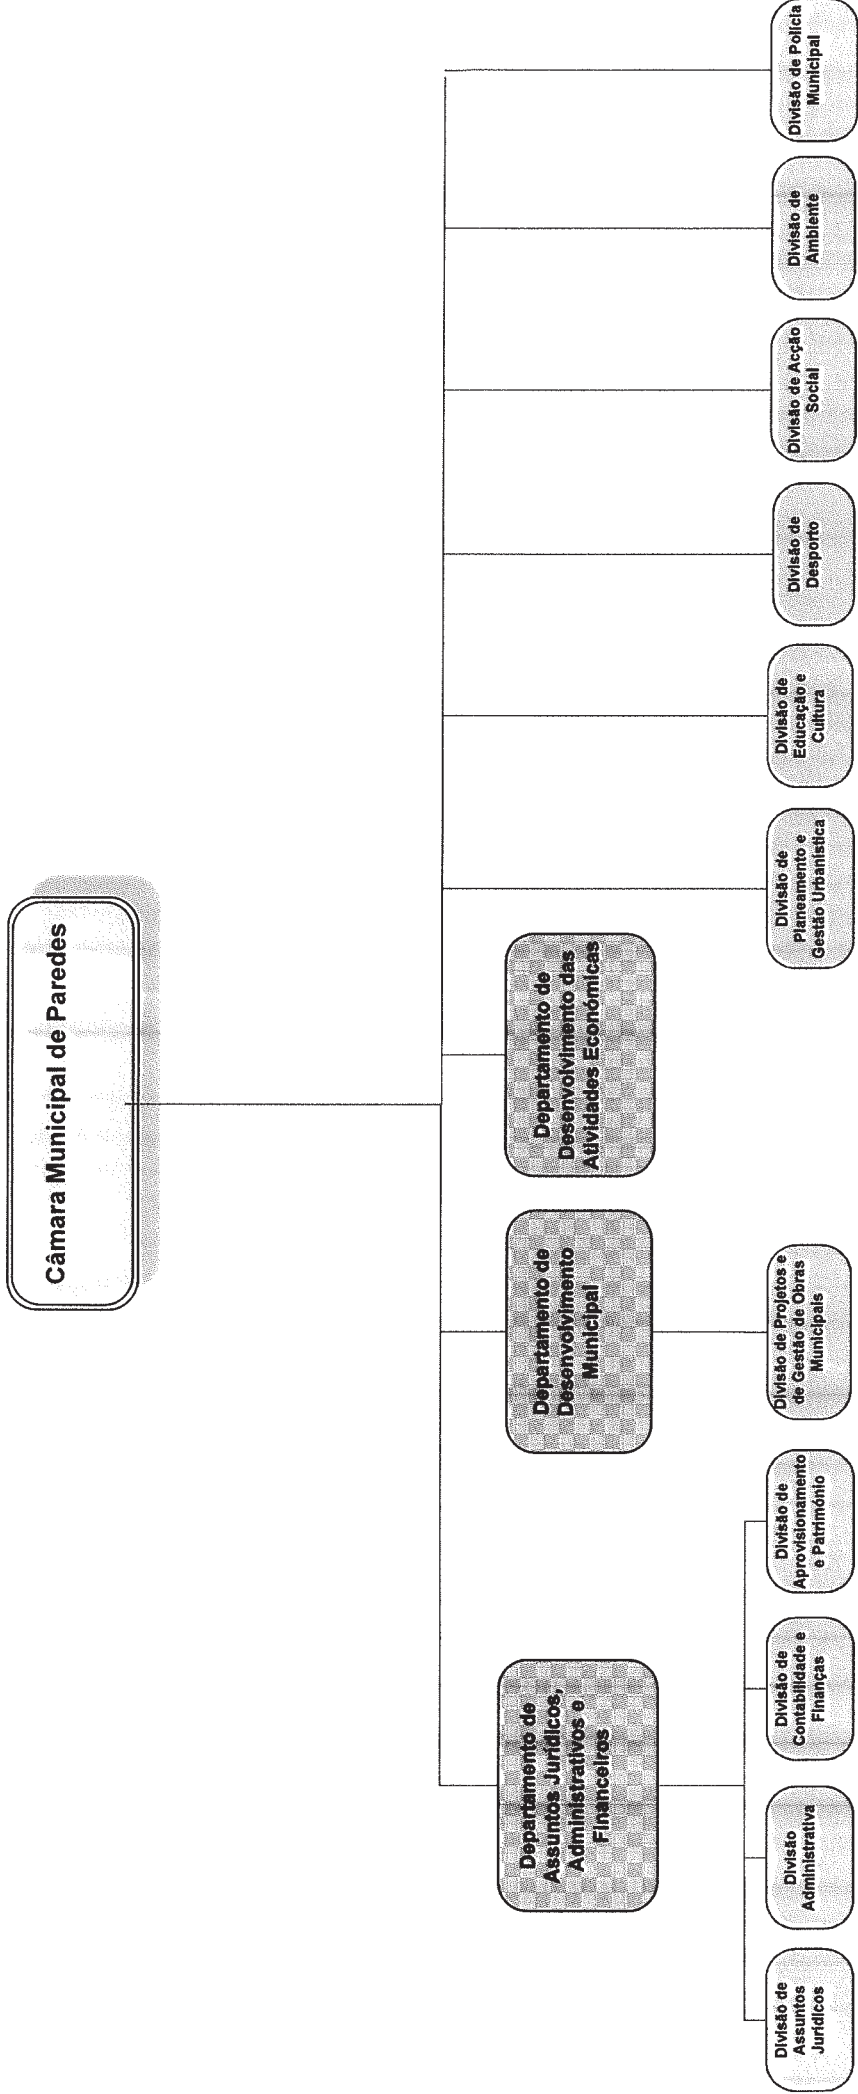 Câmara Municipal de Paredes
Departamento de
Assuntos Jurídicos,
Administrativos e
Financeiros
Departamento de
Desenvolvimento
Municipal
Departamento de
Desenvolvimento das
Atividades Económicas
Divisão de
Assuntos
Jurídicos
Divisão
Administrativa
Divisão de
Contabilidade e
Finanças
Divisão de
Aprovisionamento
e Património
Divisão de Projetos e
de Gestão de Obras
Municipais
Divisão de
Planeamento e
Gestão Urbanística
Divisão de
Educação e
Cultura
Divisão de
Desporto
Divisão de Acção
Social
Divisão de
Ambiente
Divisão de Polícia
Municipal